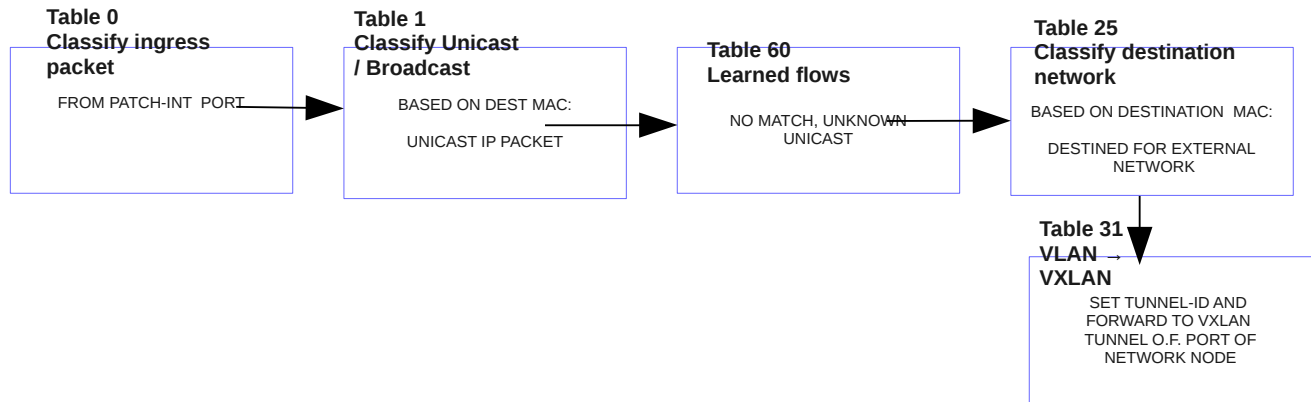 Table 0
Classify ingress
packet
FROM PATCH-INT PORT
Table 1
Classify Unicast
/ Broadcast
BASED ON DEST MAC:
UNICAST IP PACKET
Table 60
Learned flows
NO MATCH, UNKNOWN
UNICAST
Table 25
Classify destination
network
BASED ON DESTINATION MAC:
DESTINED FOR EXTERNAL
NETWORK
Table 31
VLAN →
VXLAN
SET TUNNEL-ID AND
FORWARD TO VXLAN
TUNNEL O.F. PORT OF
NETWORK NODE